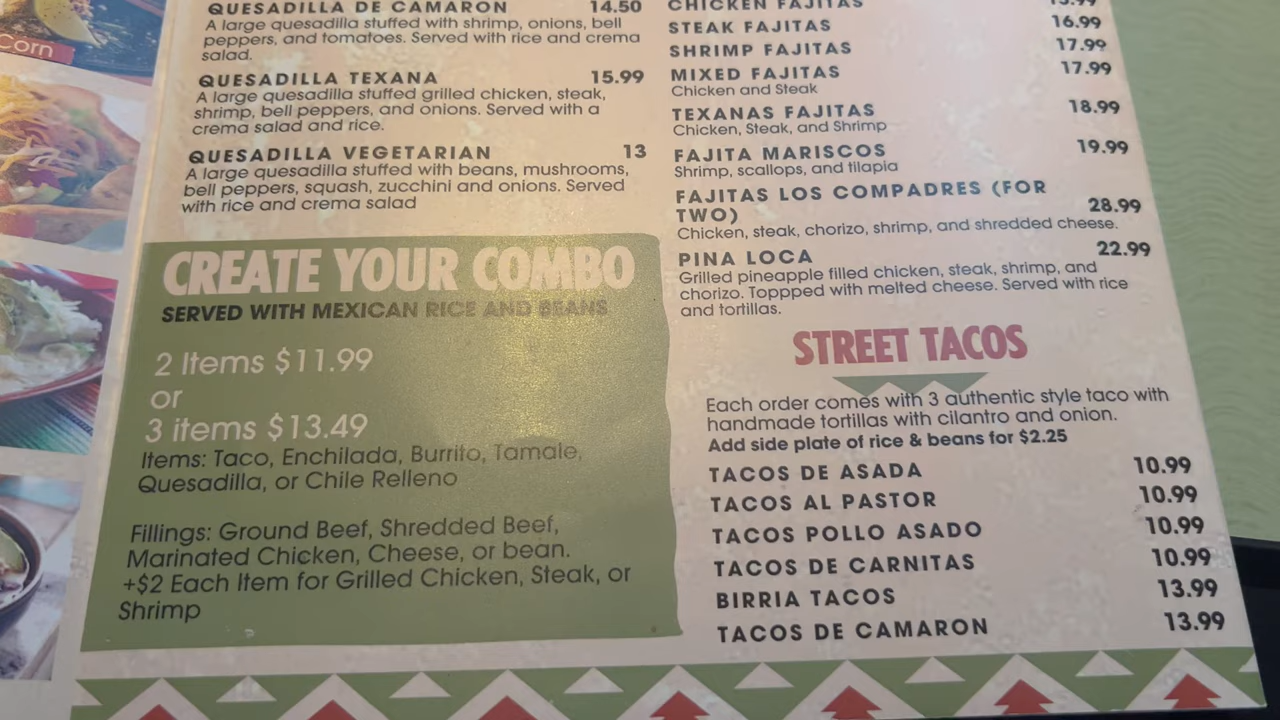 Corn
QUESADILLA DE CAMARON 14.50
A large quesadilla stuffed with shrimp, onions, bell
peppers, and tomatoes. Served with rice and crema
salad.
QUESADILLA TEXANA 15.99
A large quesadilla stuffed grilled chicken, steak,
shrimp, bell peppers, and onions. Served with a
crema salad and rice.
QUESADILLA VEGETARIAN 13
A large quesadilla stuffed with beans, mushrooms,
bell peppers, squash, zucchini and onions. Served
with rice and crema salad
CREATE YOUR COMBO
SERVED WITH MEXICAN RICE AND BEANS
2 Items $11.99
or
3 items $13.49
Items: Taco, Enchilada, Burrito, Tamale,
Quesadilla, or Chile Relleno
Fillings: Ground Beef, Shredded Beef,
Marinated Chicken, Cheese, or bean.
+$2 Each Item for Grilled Chicken, Steak, or
Shrimp
CHICKEN FAJITAS
STEAK FAJITAS 16.99
SHRIMP FAJITAS 17.99
MIXED FAJITAS 17.99
Chicken and Steak
TEXANAS FAJITAS 18.99
Chicken, Steak, and Shrimp
FAJITA MARISCOS 19.99
Shrimp, scallops, and tilapia
FAJITAS LOS COMPADRES (FOR
TWO) 28.99
Chicken, steak, chorizo, shrimp, and shredded cheese.
PINA LOCA 22.99
Grilled pineapple filled chicken, steak, shrimp, and
chorizo. Toppped with melted cheese. Served with rice
and tortillas.
STREET TACOS
Each order comes with 3 authentic style taco with
handmade tortillas with cilantro and onion.
Add side plate of rice & beans for $2.25
TACOS DE ASADA 10.99
TACOS AL PASTOR 10.99
TACOS POLLO ASADO 10.99
TACOS DE CARNITAS 10.99
BIRRIA TACOS 13.99
TACOS DE CAMARON 13.99